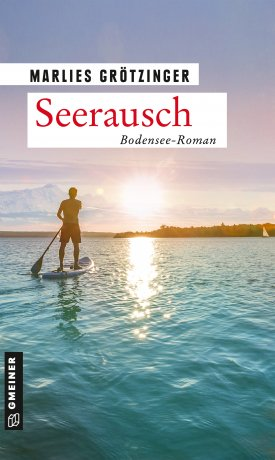 MARLIES GRÖTZINGER
Seerausch
Bodensee-Roman
GMEINER